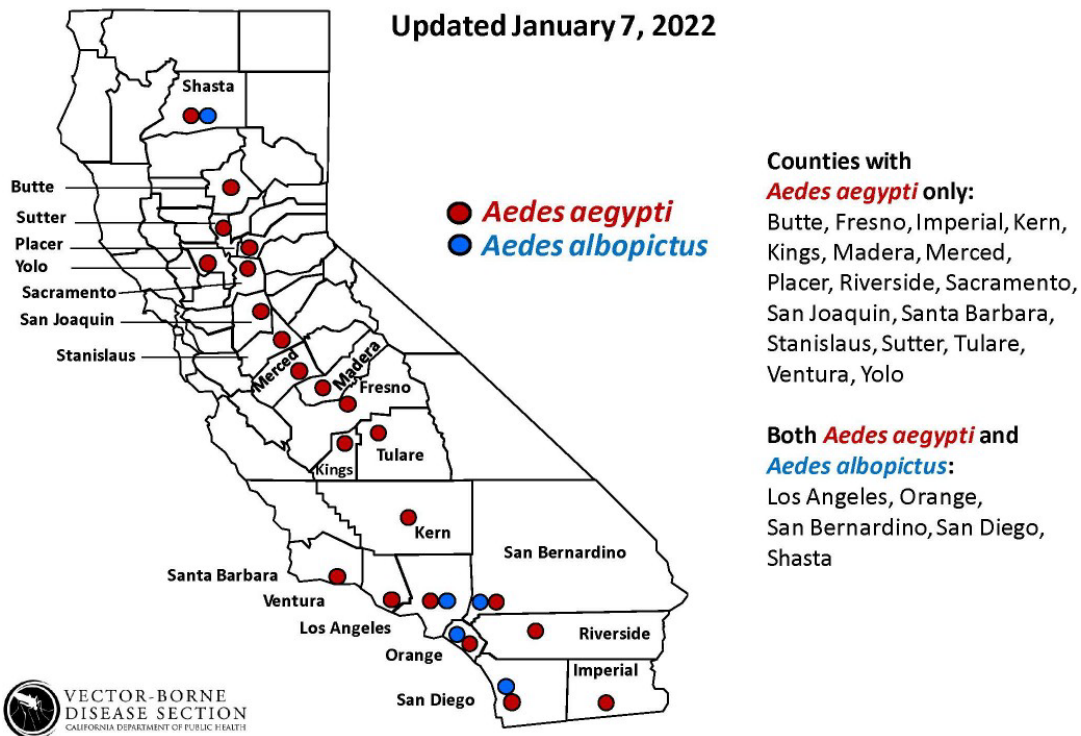 Updated January 7, 2022
Shasta
Butte
Sutter
Placer
Yolo
Sacramento
San Joaquin
Stanislaus
Merced
Madera
Fresno
Kings
Tulare
Kern
San Bernardino
Santa Barbara
Ventura
Los Angeles
Orange
Riverside
San Diego
Imperial
Aedes aegypti
Aedes albopictus
Counties with
Aedes aegypti only:
Butte, Fresno, Imperial, Kern,
Kings, Madera, Merced,
Placer, Riverside, Sacramento,
San Joaquin, Santa Barbara,
Stanislaus, Sutter, Tulare,
Ventura, Yolo
Both Aedes aegypti and
Aedes albopictus:
Los Angeles, Orange,
San Bernardino, San Diego,
Shasta
VECTOR-BORNE
DISEASE SECTION
CALIFORNIA DEPARTMENT OF PUBLIC HEALTH